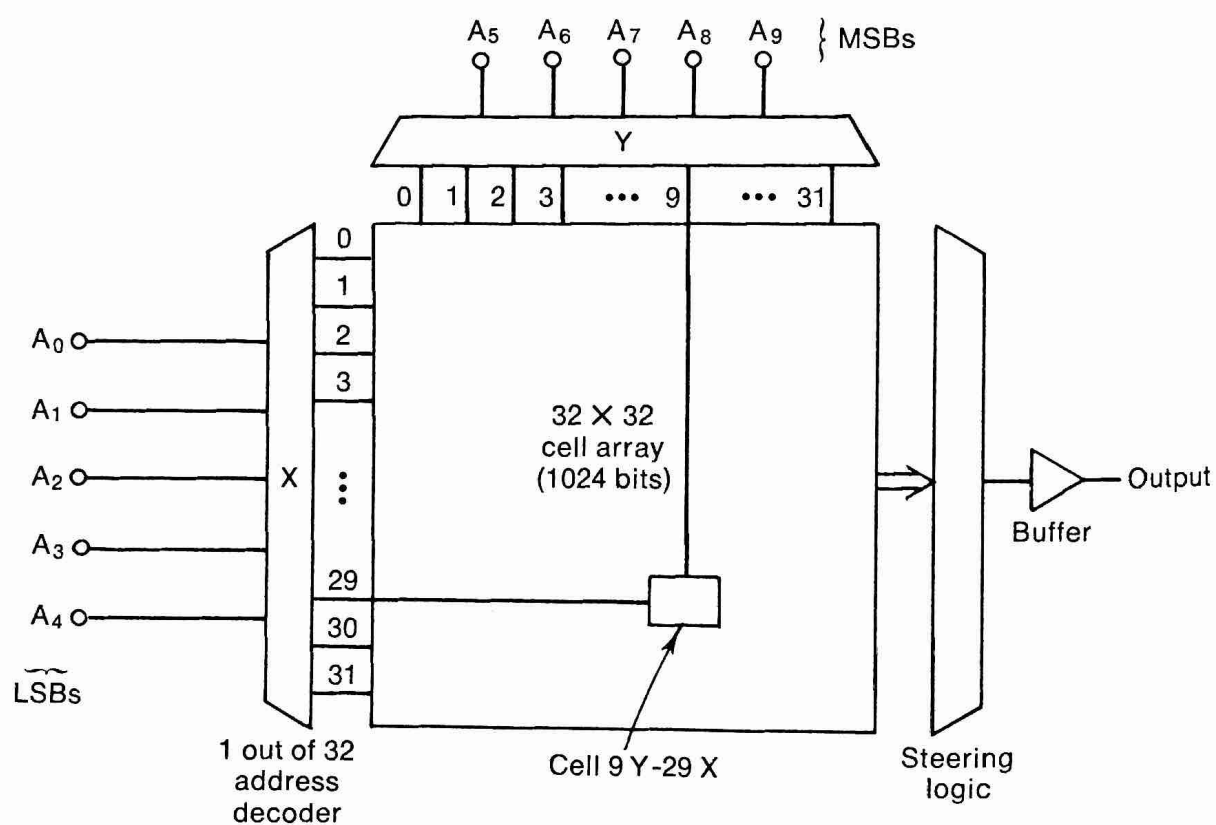 A5 A6 A7 A8 A9 } MSBs
Y
0 1 2 3 ••• 9 ••• 31
0
1
2
3
•••
29
30
31
A0
A1
A2
A3
A4
LSBs
X
1 out of 32
address
decoder
32 X 32
cell array
(1024 bits)
Cell 9 Y-29 X
Steering
logic
Buffer
Output